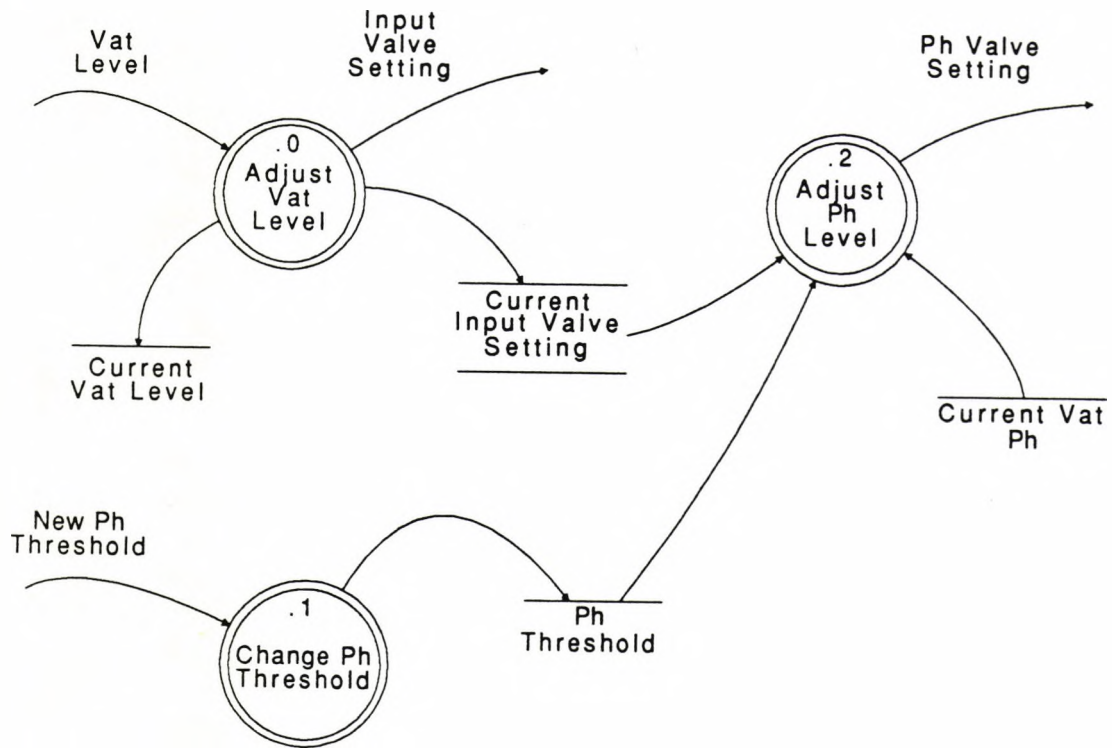 Vat
Level
Input
Valve
Setting
Ph Valve
Setting
.0
Adjust
Vat
Level
.2
Adjust
Ph
Level
Current
Input Valve
Setting
Current
Vat Level
Current Vat
Ph
New Ph
Threshold
.1
Change Ph
Threshold
Ph
Threshold